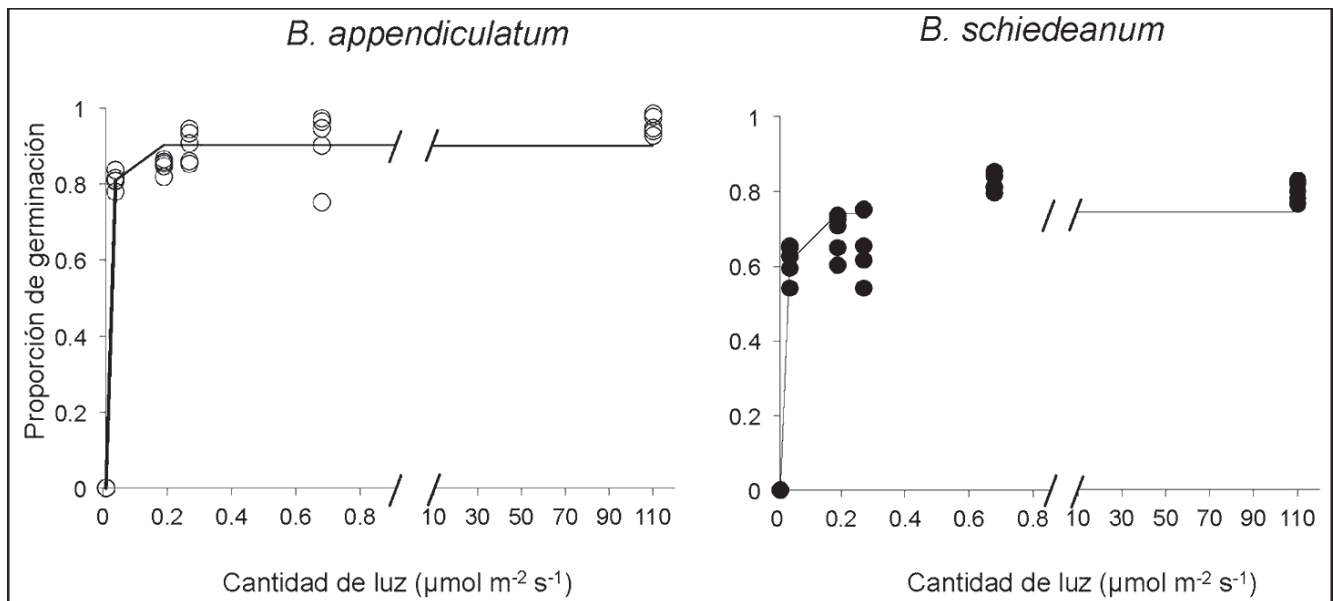 B. appendiculatum
Proporción de germinación
1
0.8
0.6
0.4
0.2
0
0 0.2 0.4 0.6 0.8 10 30 50 70 90 110
Cantidad de luz (µmol m⁻² s⁻¹)
B. schiedeanum
1
0.8
0.6
0.4
0.2
0
0 0.2 0.4 0.6 0.8 10 30 50 70 90 110
Cantidad de luz (µmol m⁻² s⁻¹)